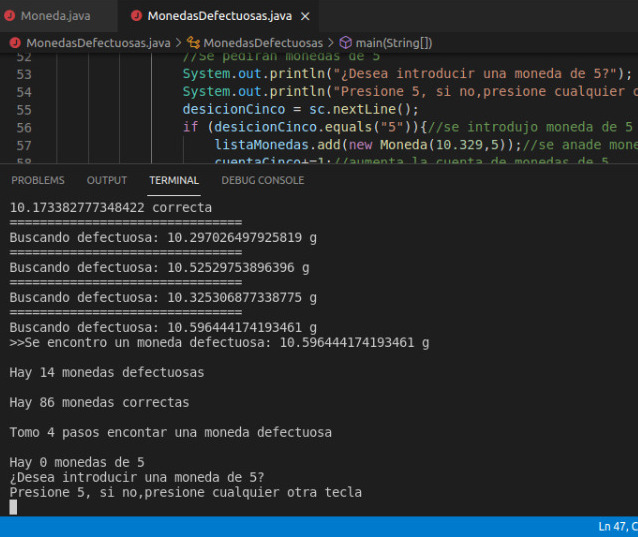 Moneda.java
MonedasDefectuosas.java ×
MonedasDefectuosas.java > MonedasDefectuosas > main(String[])
52 //Se pediran monedas de 5
53 System.out.println("¿Desea introducir una moneda de 5?");
54 System.out.println("Presione 5, si no,presione cualquier o
55 desicionCinco = sc.nextLine();
56 if (desicionCinco.equals("5")){//se introdujo moneda de 5
57 listaMonedas.add(new Moneda(10.329,5));//se anade mone
58 cuentaCinco+=1;//aumenta la cuenta de monedas de 5
PROBLEMS OUTPUT TERMINAL DEBUG CONSOLE
10.173382777348422 correcta
===============================
Buscando defectuosa: 10.297026497925819 g
===============================
Buscando defectuosa: 10.52529753896396 g
===============================
Buscando defectuosa: 10.325306877338775 g
===============================
Buscando defectuosa: 10.596444174193461 g
>>Se encontro un moneda defectuosa: 10.596444174193461 g
Hay 14 monedas defectuosas
Hay 86 monedas correctas
Tomo 4 pasos encontar una moneda defectuosa
Hay 0 monedas de 5
¿Desea introducir una moneda de 5?
Presione 5, si no,presione cualquier otra tecla
Ln 47, C